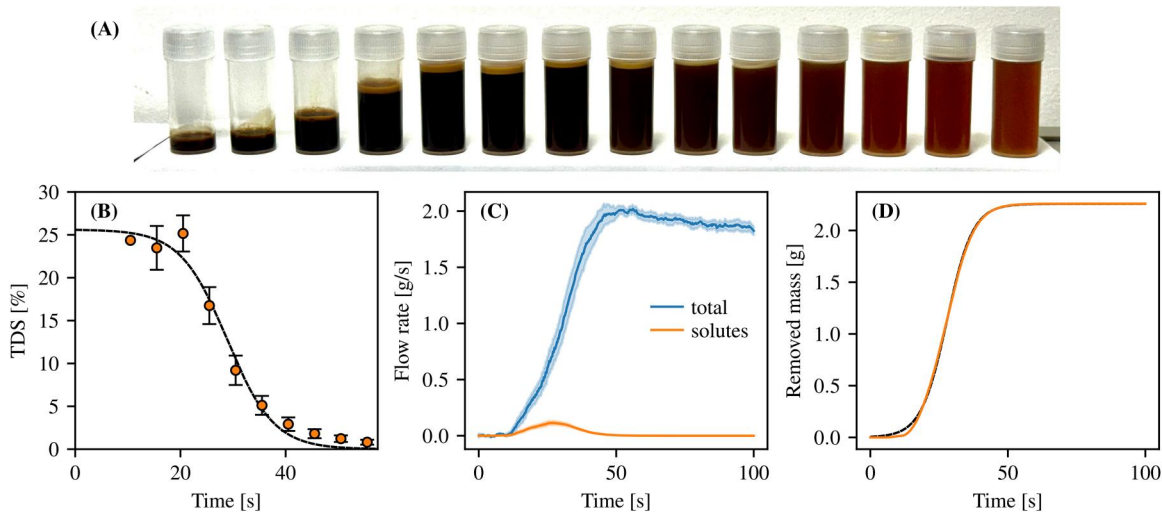 (A)
(B)
TDS [%]
30
25
20
15
10
5
0
0
20
40
Time [s]
(C)
Flow rate [g/s]
2.0
1.5
1.0
0.5
0.0
total
solutes
0
50
100
Time [s]
(D)
Removed mass [g]
2.0
1.5
1.0
0.5
0.0
0
50
100
Time [s]